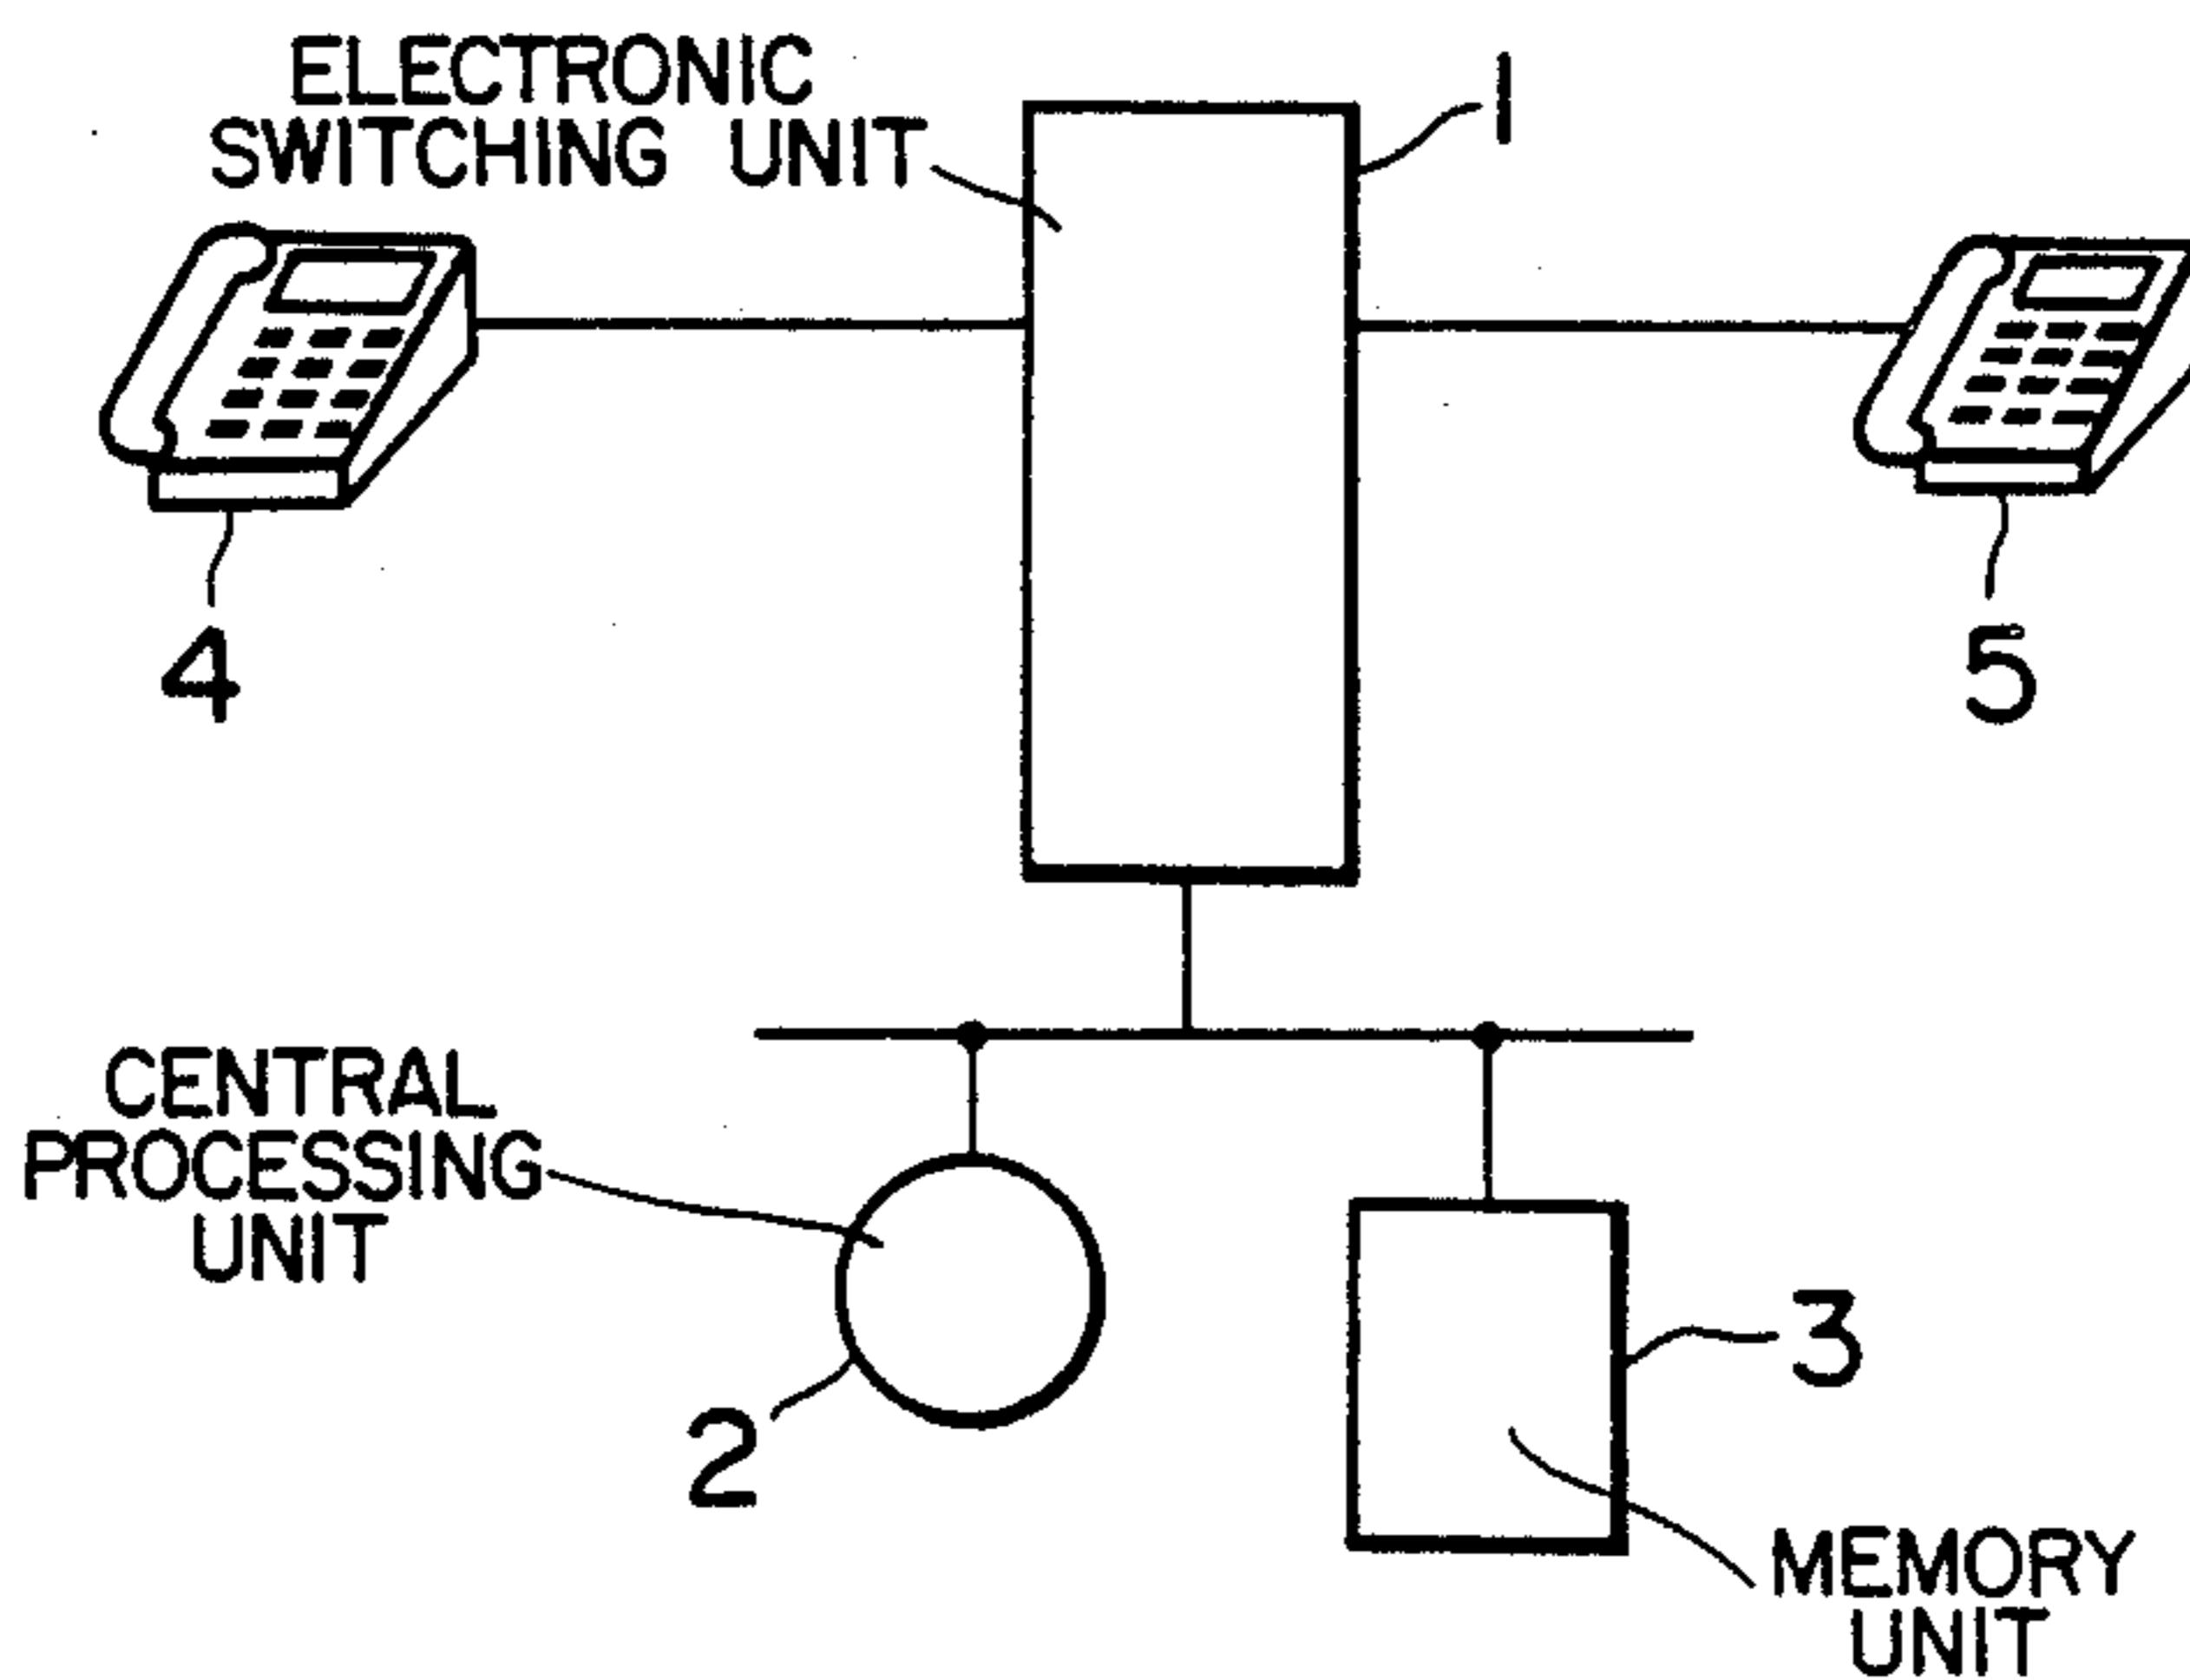 ELECTRONIC
SWITCHING UNIT
1
4
5
CENTRAL
PROCESSING
UNIT
2
3
MEMORY
UNIT